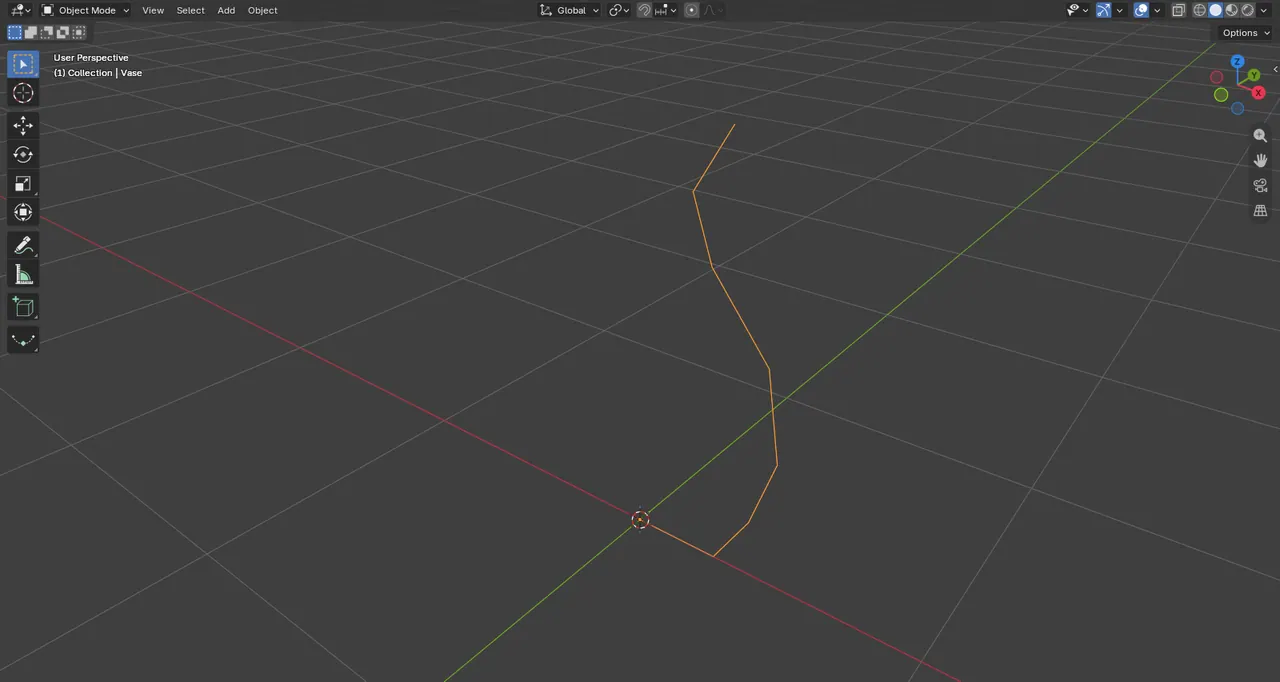 Object Mode View Select Add Object Global
Options
User Perspective
(1) Collection | Vase
Z
Y
X